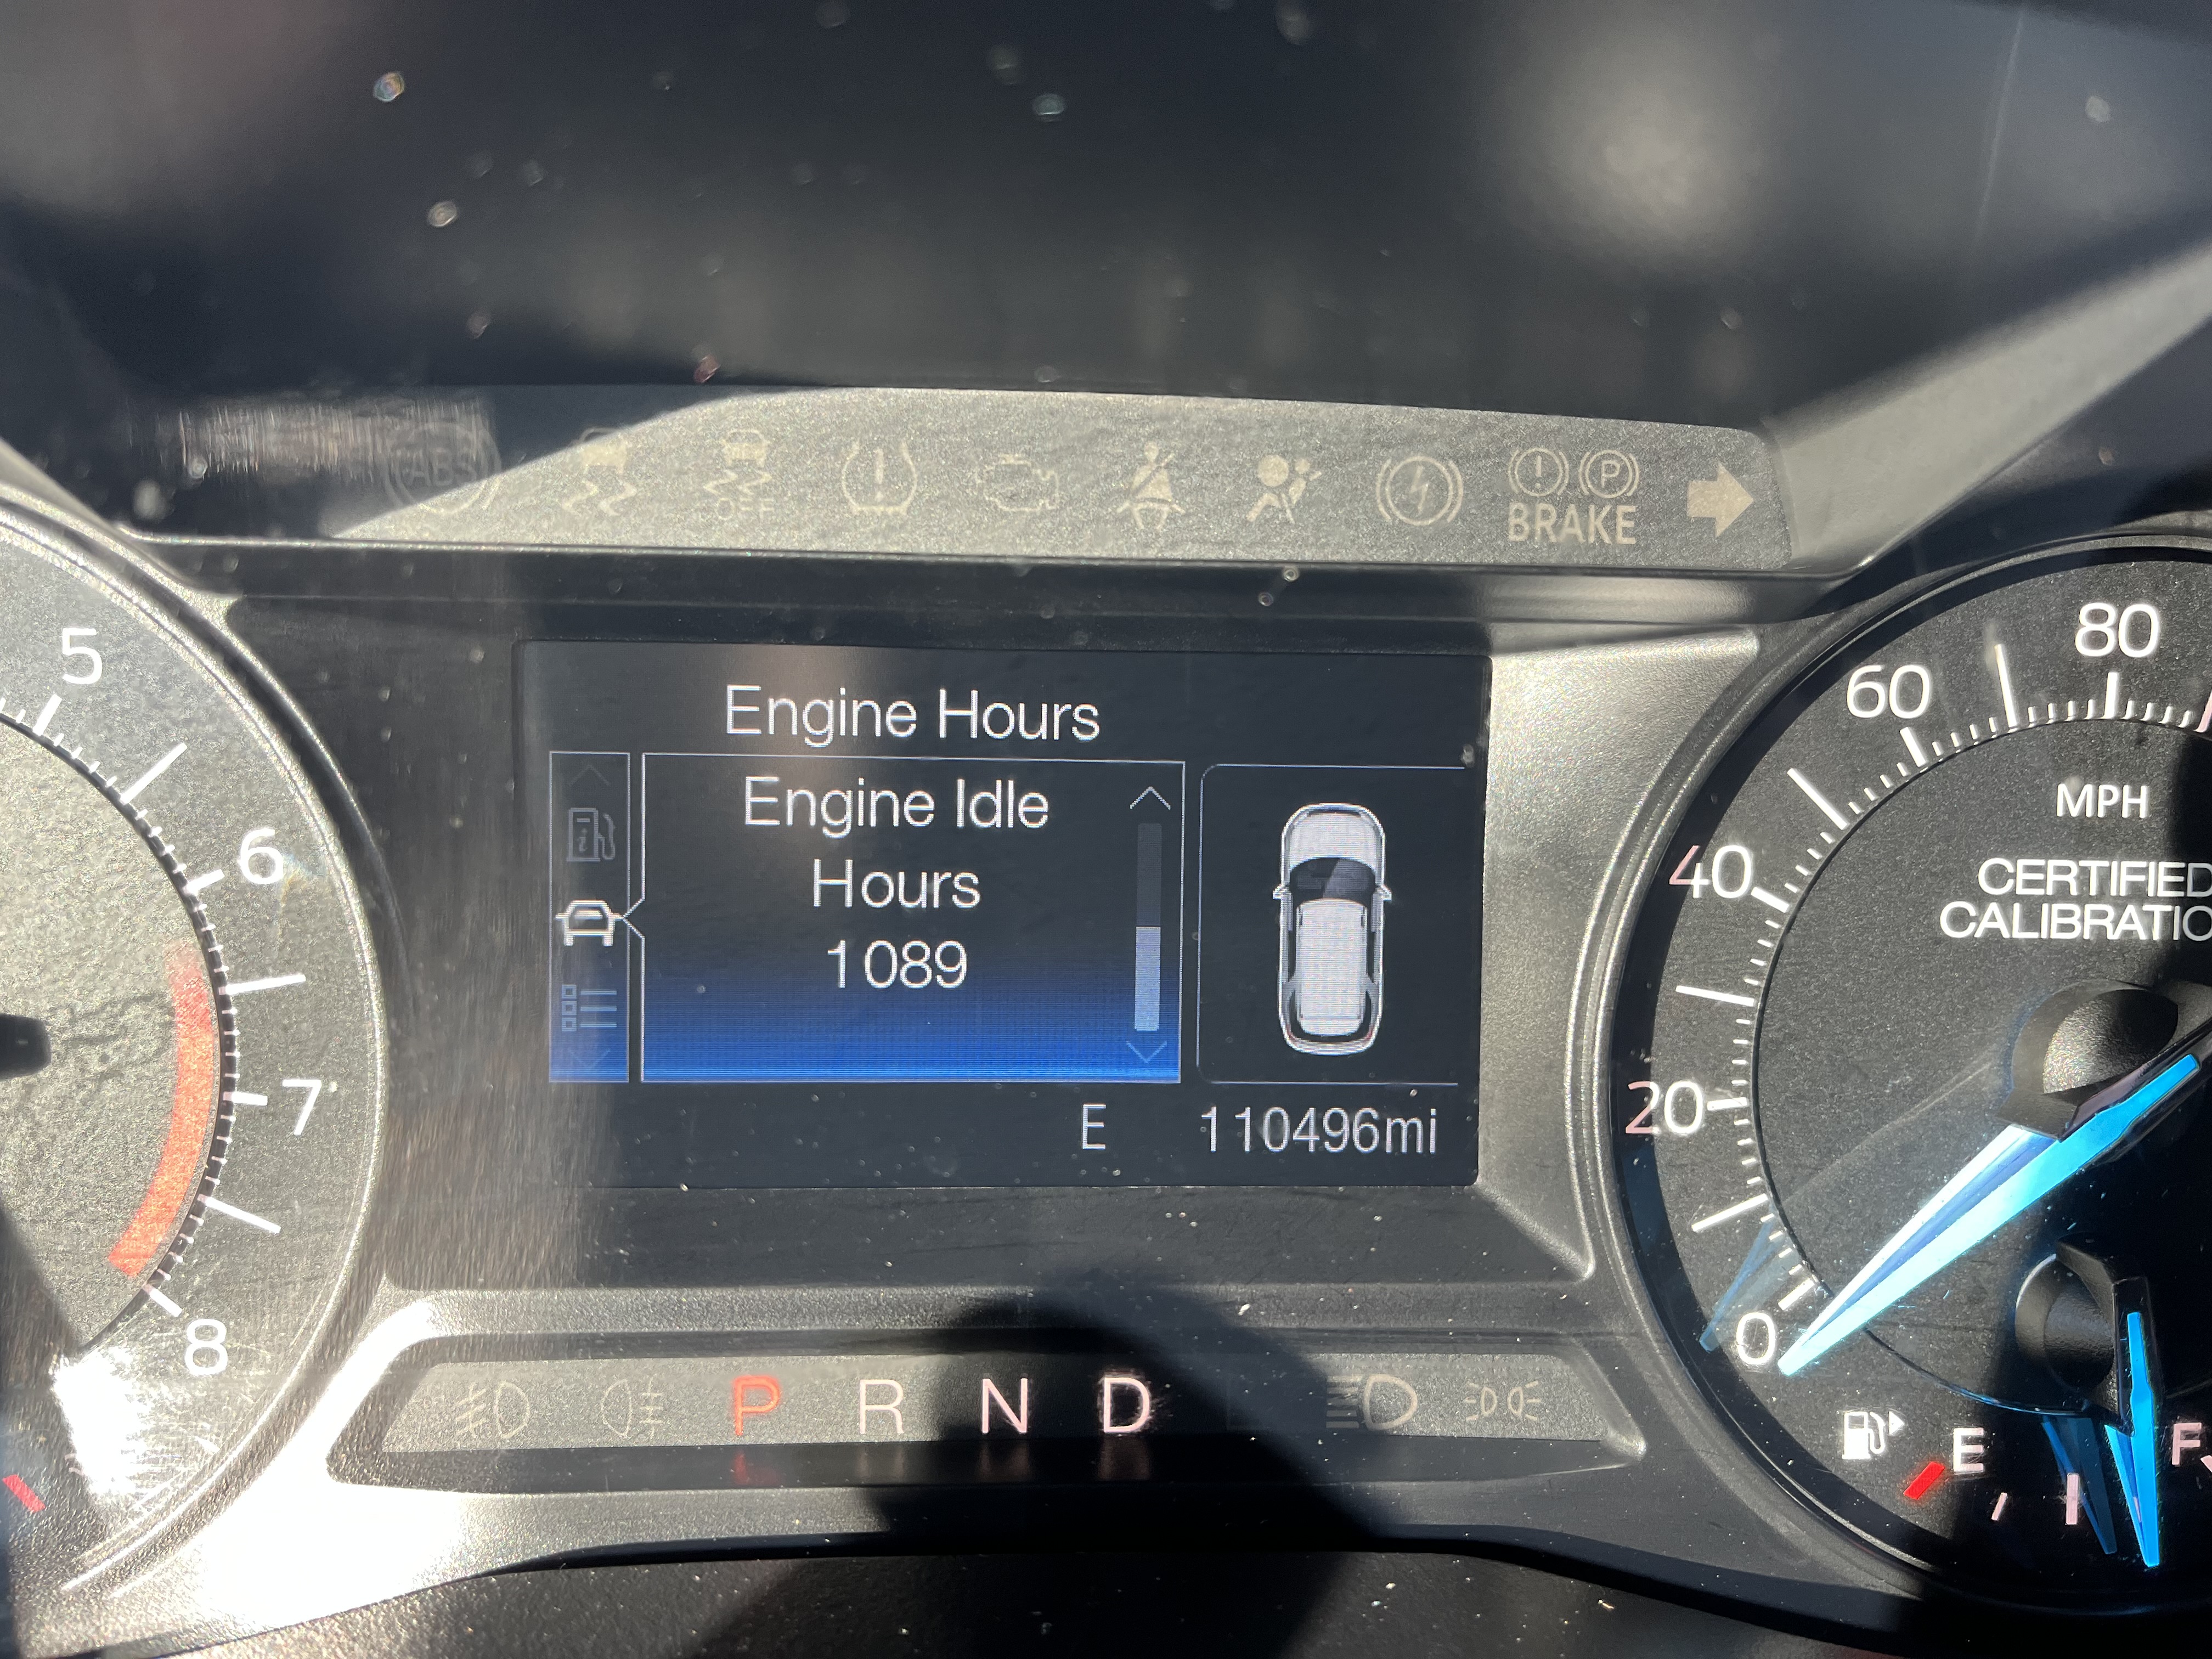 ABS
OFF
BRAKE
5
6
7
8
Engine Hours
Engine Idle
Hours
1089
E 110496mi
P R N D
80
60
40
20
0
MPH
CERTIFIED
CALIBRATIO
E F